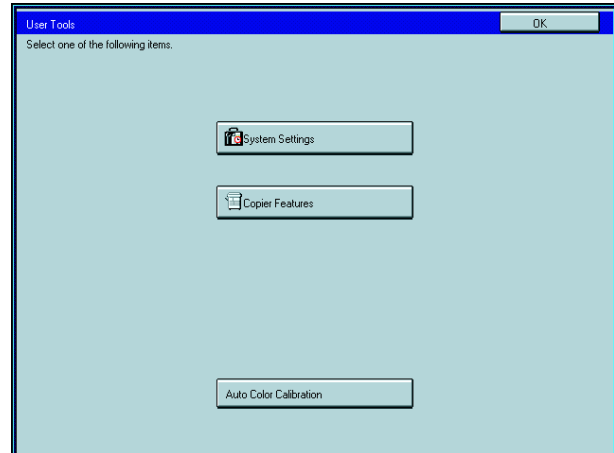 User Tools
OK
Select one of the following items.
System Settings
Copier Features
Auto Color Calibration